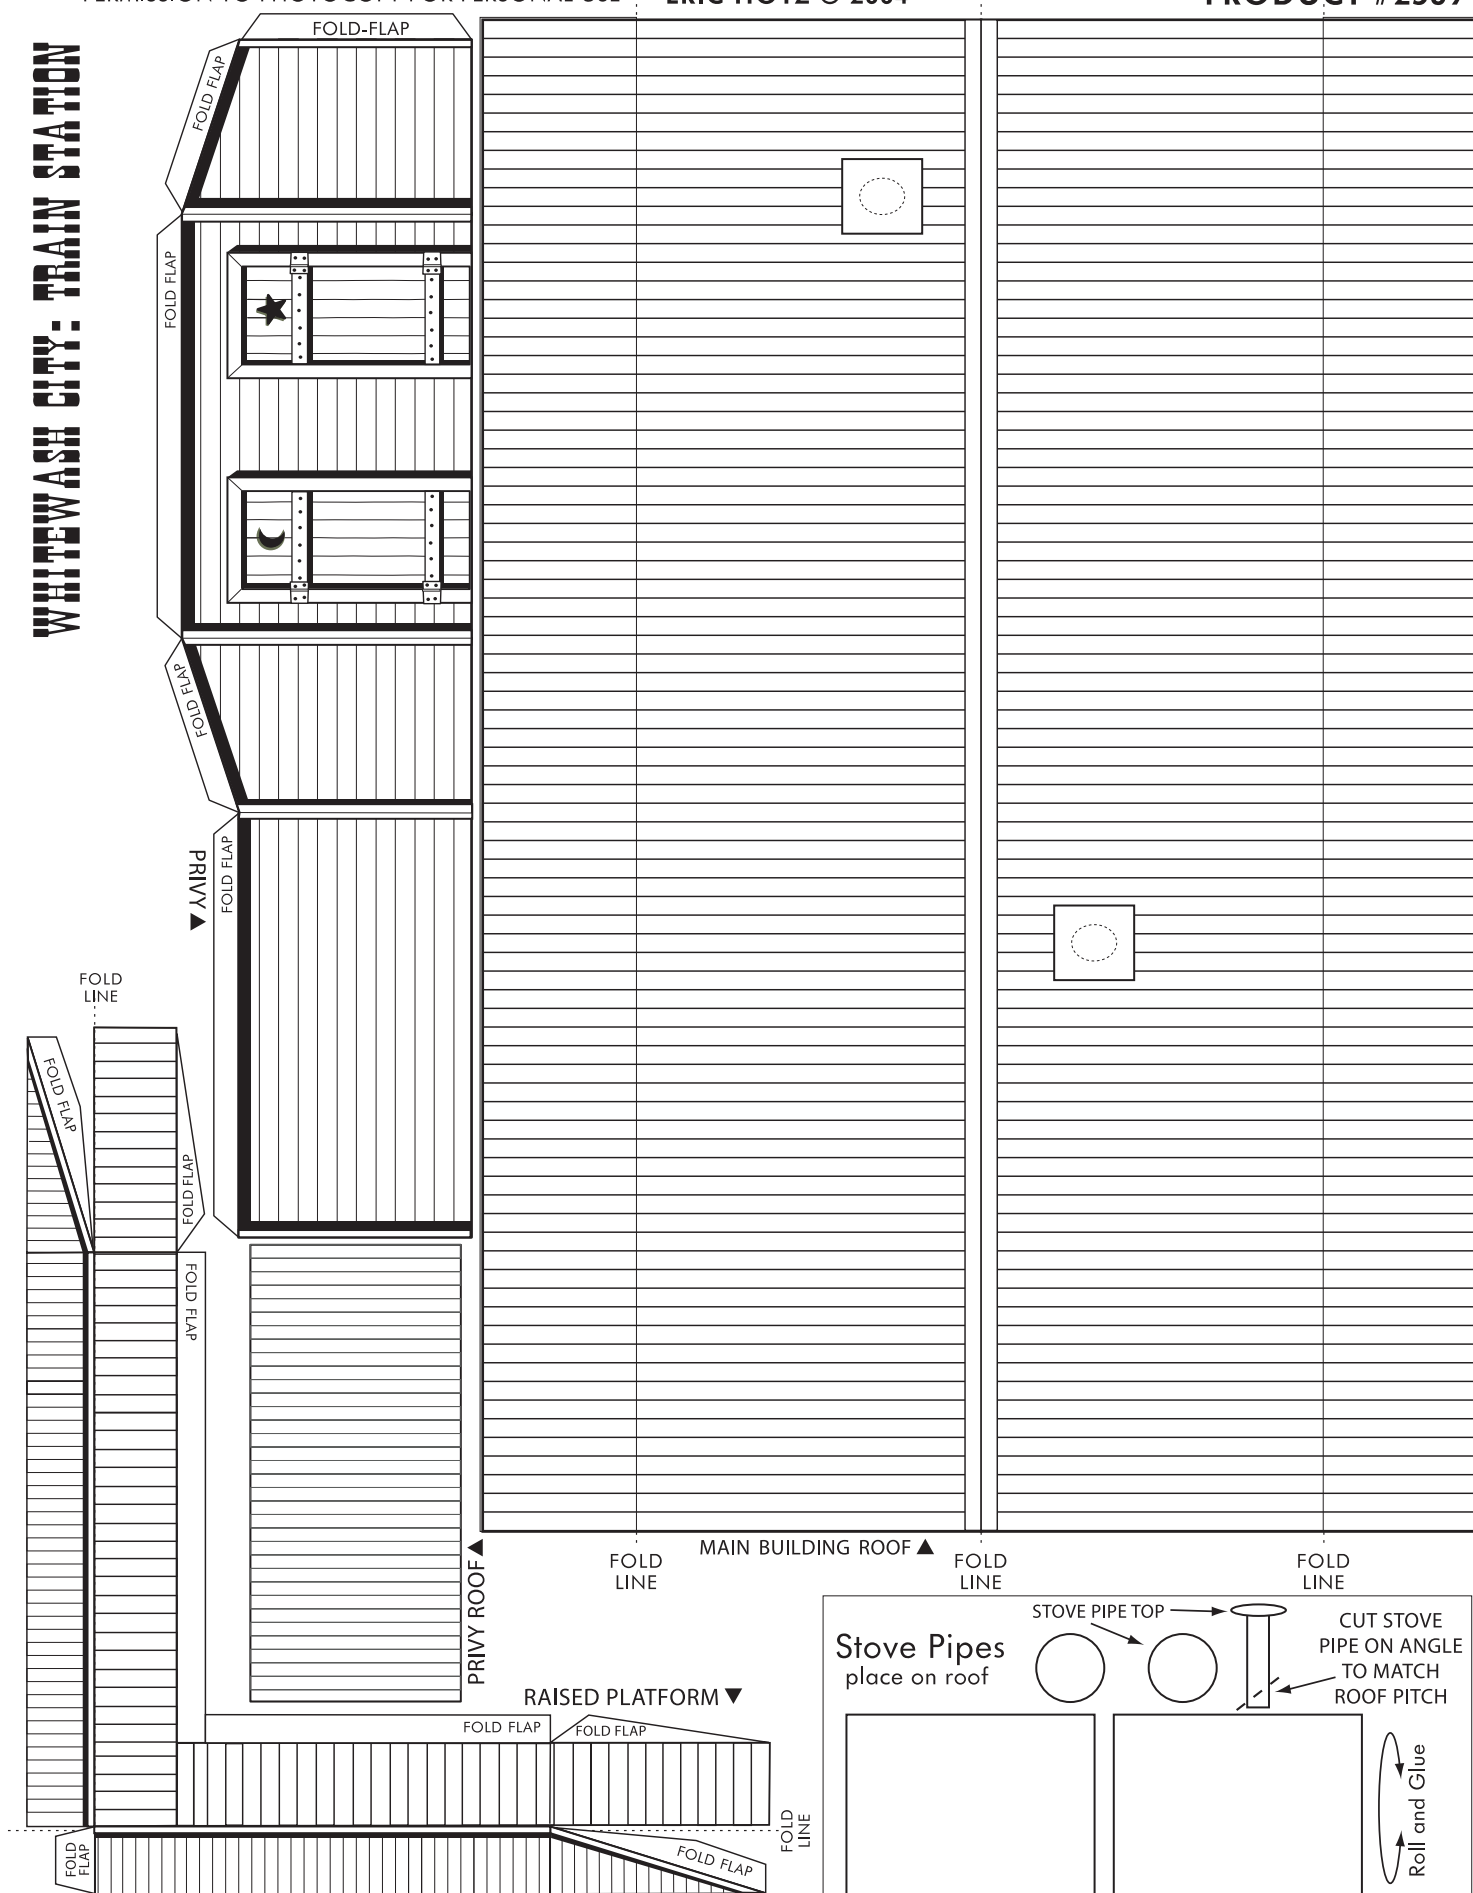 ERIC HOTZ © 2004
WHITEWASH CITY: TRAIN STATION
FOLD-FLAP
FOLD FLAP
FOLD FLAP
FOLD FLAP
FOLD FLAP
PRIVY ▲
FOLD
LINE
FOLD FLAP
FOLD FLAP
FOLD FLAP
PRIVY ROOF ▲
MAIN BUILDING ROOF ▲
FOLD
LINE
FOLD
LINE
FOLD
LINE
RAISED PLATFORM ▼
FOLD FLAP
FOLD FLAP
FOLD
LINE
FOLD
FLAP
FOLD FLAP
Stove Pipes
place on roof
STOVE PIPE TOP
CUT STOVE
PIPE ON ANGLE
TO MATCH
ROOF PITCH
Roll and Glue